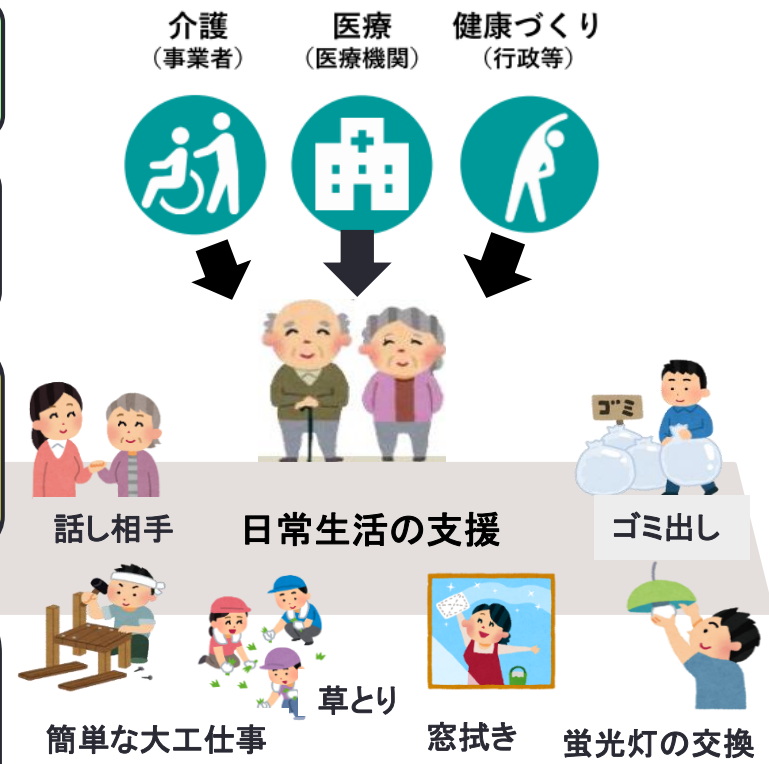 介護
（事業者）
医療
（医療機関）
健康づくり
（行政等）
ゴミ
話し相手
日常生活の支援
ゴミ出し
草とり
簡単な大工仕事
窓拭き
蛍光灯の交換